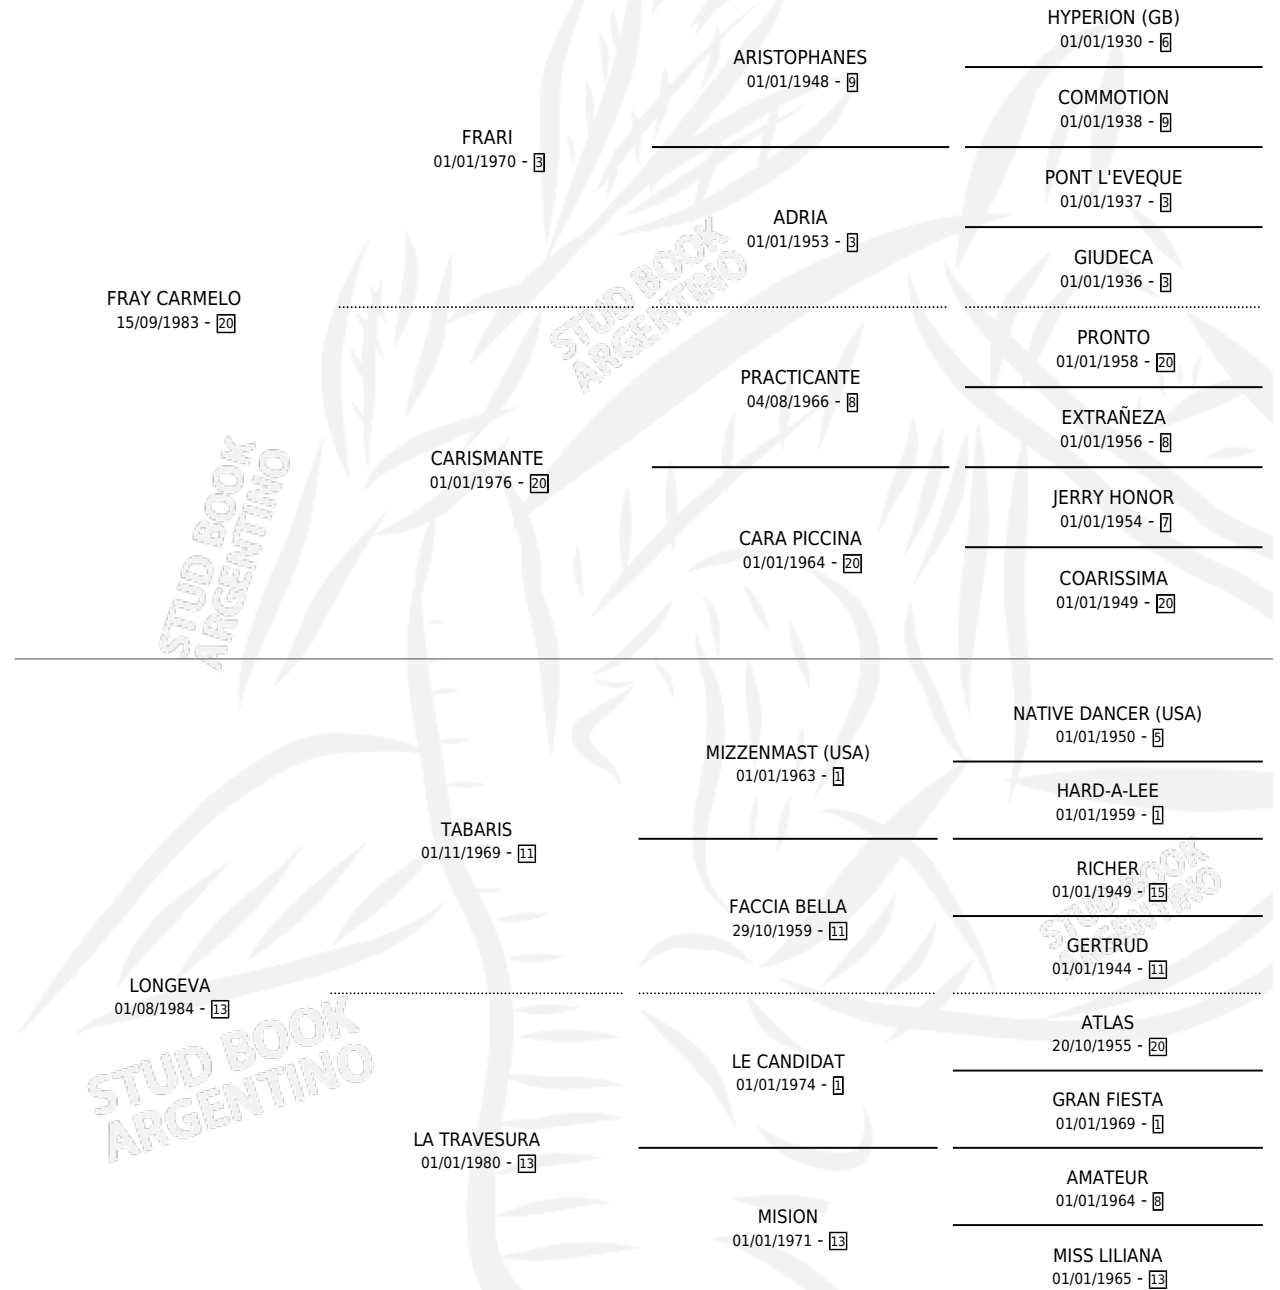 HYPERION (GB)
01/01/1930 - 6
ARISTOPHANES
01/01/1948 - 9
COMMOTION
01/01/1938 - 9
FRARI
01/01/1970 - 3
PONT L'EVEQUE
01/01/1937 - 3
ADRIA
01/01/1953 - 3
GIUDECA
01/01/1936 - 3
FRAY CARMELO
15/09/1983 - 20
PRONTO
01/01/1958 - 20
PRACTICANTE
04/08/1966 - 8
EXTRAÑEZA
01/01/1956 - 8
CARISMANTE
01/01/1976 - 20
JERRY HONOR
01/01/1954 - 7
CARA PICCINA
01/01/1964 - 20
COARISSIMA
01/01/1949 - 20
NATIVE DANCER (USA)
01/01/1950 - 5
MIZZENMAST (USA)
01/01/1963 - 1
HARD-A-LEE
01/01/1959 - 1
TABARIS
01/11/1969 - 11
RICHER
01/01/1949 - 15
FACCIA BELLA
29/10/1959 - 11
GERTRUD
01/01/1944 - 11
LONGEVA
01/08/1984 - 13
ATLAS
20/10/1955 - 20
LE CANDIDAT
01/01/1974 - 1
GRAN FIESTA
01/01/1969 - 1
LA TRAVESURA
01/01/1980 - 13
AMATEUR
01/01/1964 - 8
MISION
01/01/1971 - 13
MISS LILIANA
01/01/1965 - 13
STUD BOOK
ARGENTINO
STUD BOOK
ARGENTINO
STUD BOOK
ARGENTINO
STUD BOOK
ARGENTINO